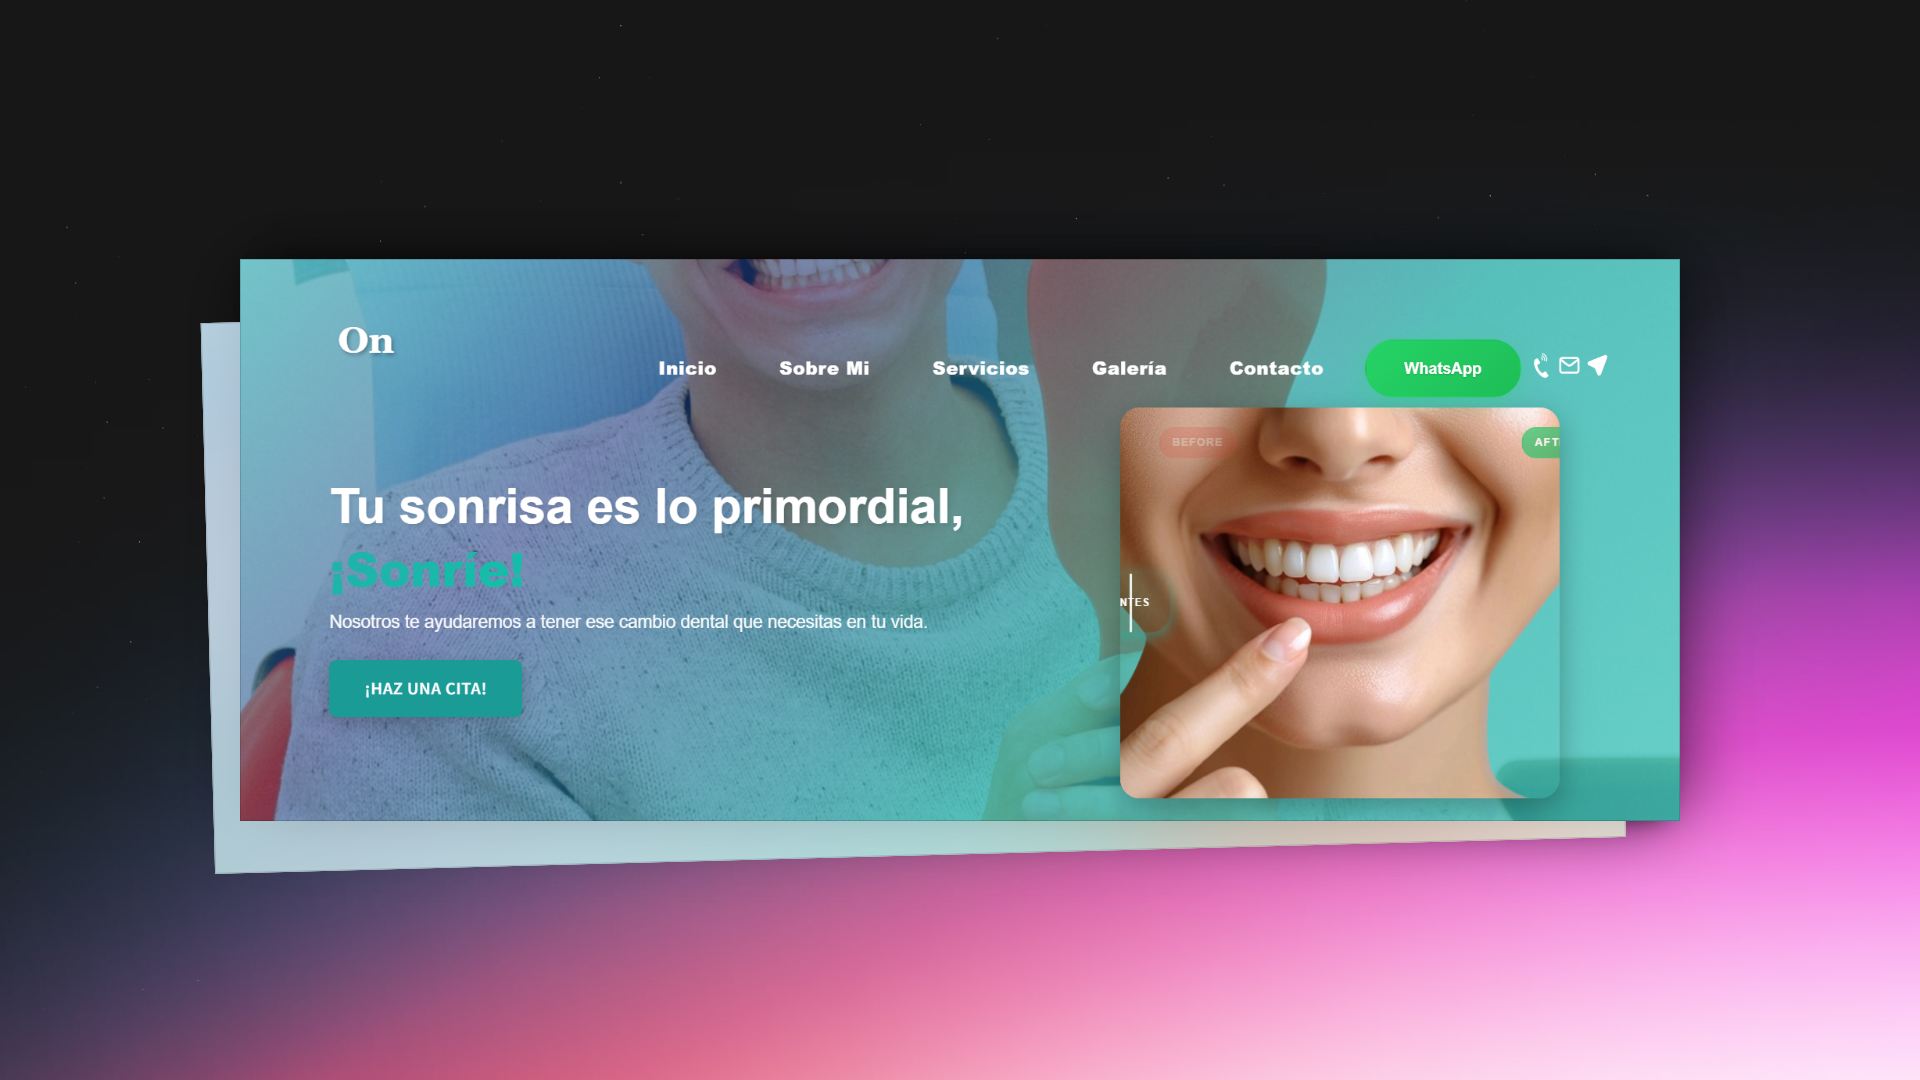 On
Inicio
Sobre Mi
Servicios
Galería
Contacto
WhatsApp
BEFORE
AFT
Tu sonrisa es lo primordial,
¡Sonríe!
NTES
Nosotros te ayudaremos a tener ese cambio dental que necesitas en tu vida.
¡HAZ UNA CITA!